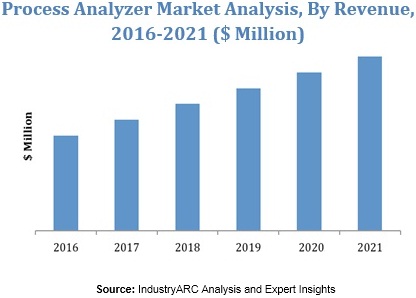 Process Analyzer Market Analysis, By Revenue,
2016-2021 ($ Million)
$ Million
2016 2017 2018 2019 2020 2021
Source: IndustryARC Analysis and Expert Insights